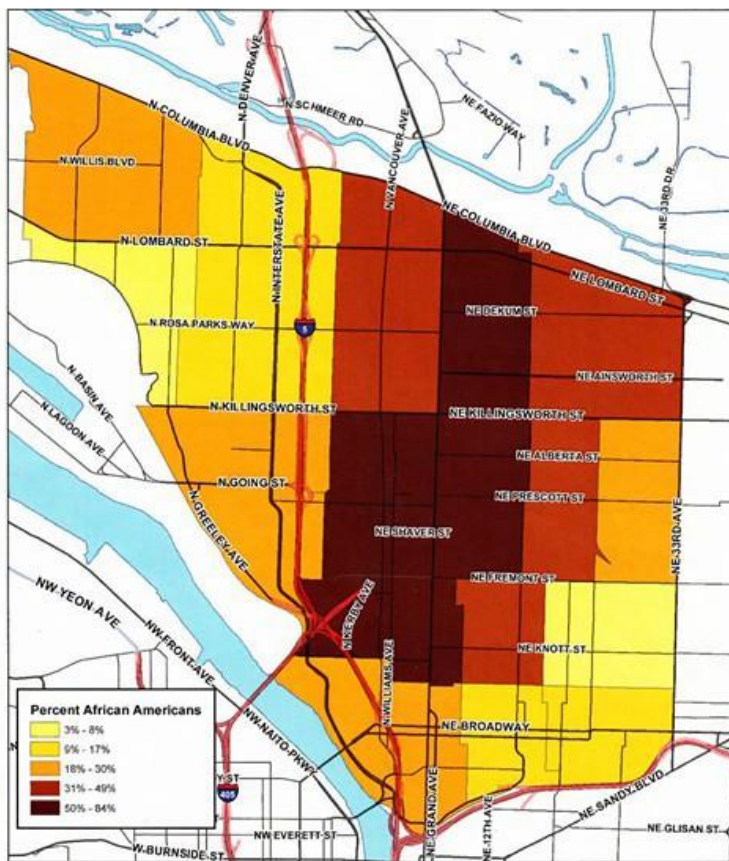 N DENVER AVE
N SCHMEER RD
N VANCOUVER AVE
NE FAZIO WAY
N COLUMBIA BLVD
N WILLIS BLVD
N INTERSTATE AVE
NE COLUMBIA BLVD
NE 33RD DR
N LOMBARD ST
NE LOMBARD ST
N ROSA PARKS WAY
5
NE DEKUM ST
N BASIN AVE
NE AINSWORTH ST
N LAGOON AVE
N KILLINGSWORTH ST
NE KILLINGSWORTH ST
NE ALBERTA ST
N GOING ST
NE PRESCOTT ST
N GREELEY AVE
NE SHAVER ST
NE 33RD AVE
NW YEON AVE
NE FREMONT ST
NW FRONT AVE
N KERBY AVE
NE KNOTT ST
N WILLIAMS AVE
Percent African Americans
3% - 8%
9% - 17%
18% - 30%
31% - 49%
50% - 84%
NW NAITO PKWY
NE BROADWAY
Y ST
405
NE GRAND AVE
NE 12TH AVE
NE SANDY BLVD
NW EVERETT ST
NE GLISAN ST
W BURNSIDE ST